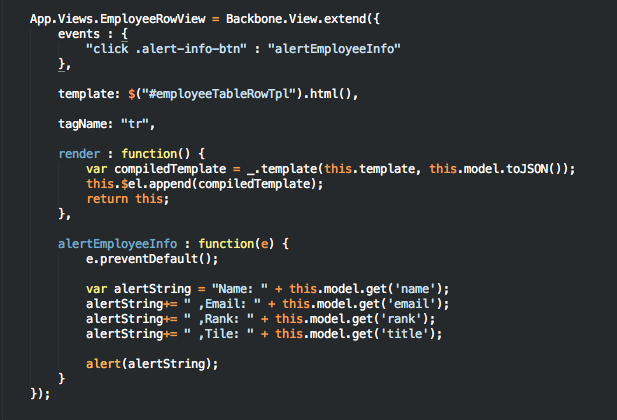 App.Views.EmployeeRowView = Backbone.View.extend({
events : {
"click .alert-info-btn" : "alertEmployeeInfo"
},
template: $("#employeeTableRowTpl").html(),
tagName: "tr",
render : function() {
var compiledTemplate = _.template(this.template, this.model.toJSON());
this.$el.append(compiledTemplate);
return this;
},
alertEmployeeInfo : function(e) {
e.preventDefault();
var alertString = "Name: " + this.model.get('name');
alertString+= " ,Email: " + this.model.get('email');
alertString+= " ,Rank: " + this.model.get('rank');
alertString+= " ,Tile: " + this.model.get('title');
alert(alertString);
}
});